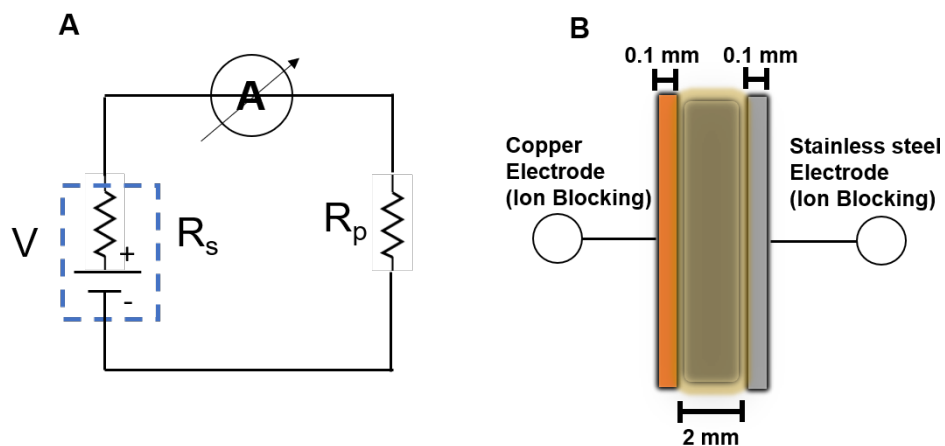 A
A
V
+
-
Rs
Rp
B
0.1 mm
0.1 mm
Copper
Electrode
(Ion Blocking)
Stainless steel
Electrode
(Ion Blocking)
2 mm